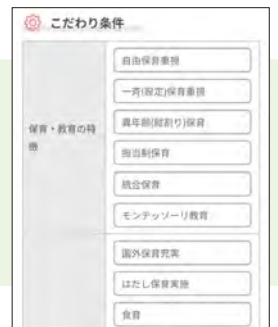 こだわり条件
自由保育重視
一斉(設定)保育重視
異年齢(縦割り)保育
保育・教育の特
徴
担当制保育
統合保育
モンテッソーリ教育
園外保育充実
はだし保育実施
食育